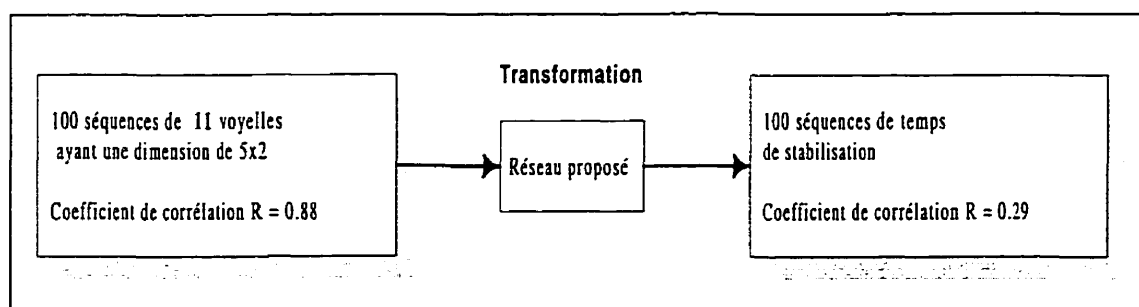 Transformation
100 séquences de 11 voyelles
ayant une dimension de 5x2
Coefficient de corrélation R = 0.88
Réseau proposé
100 séquences de temps
de stabilisation
Coefficient de corrélation R = 0.29